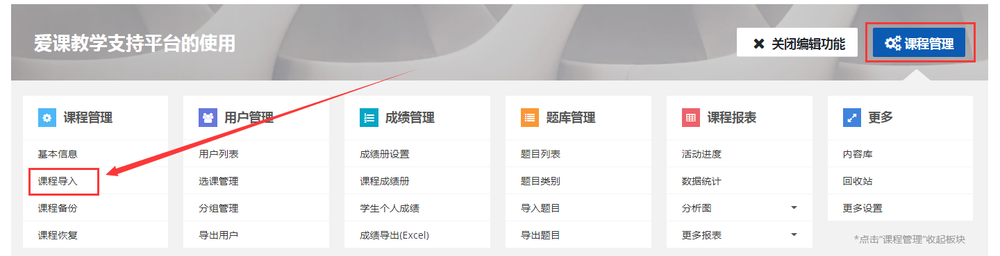 爱课教学支持平台的使用
关闭编辑功能
课程管理
课程管理
基本信息
课程导入
课程备份
课程恢复
用户管理
用户列表
选课管理
分组管理
导出用户
成绩管理
成绩册设置
课程成绩册
学生个人成绩
成绩导出(Excel)
题库管理
题目列表
题目类别
导入题目
导出题目
课程报表
活动进度
数据统计
分析图
更多报表
更多
内容库
回收站
更多设置
*点击“课程管理”收起板块